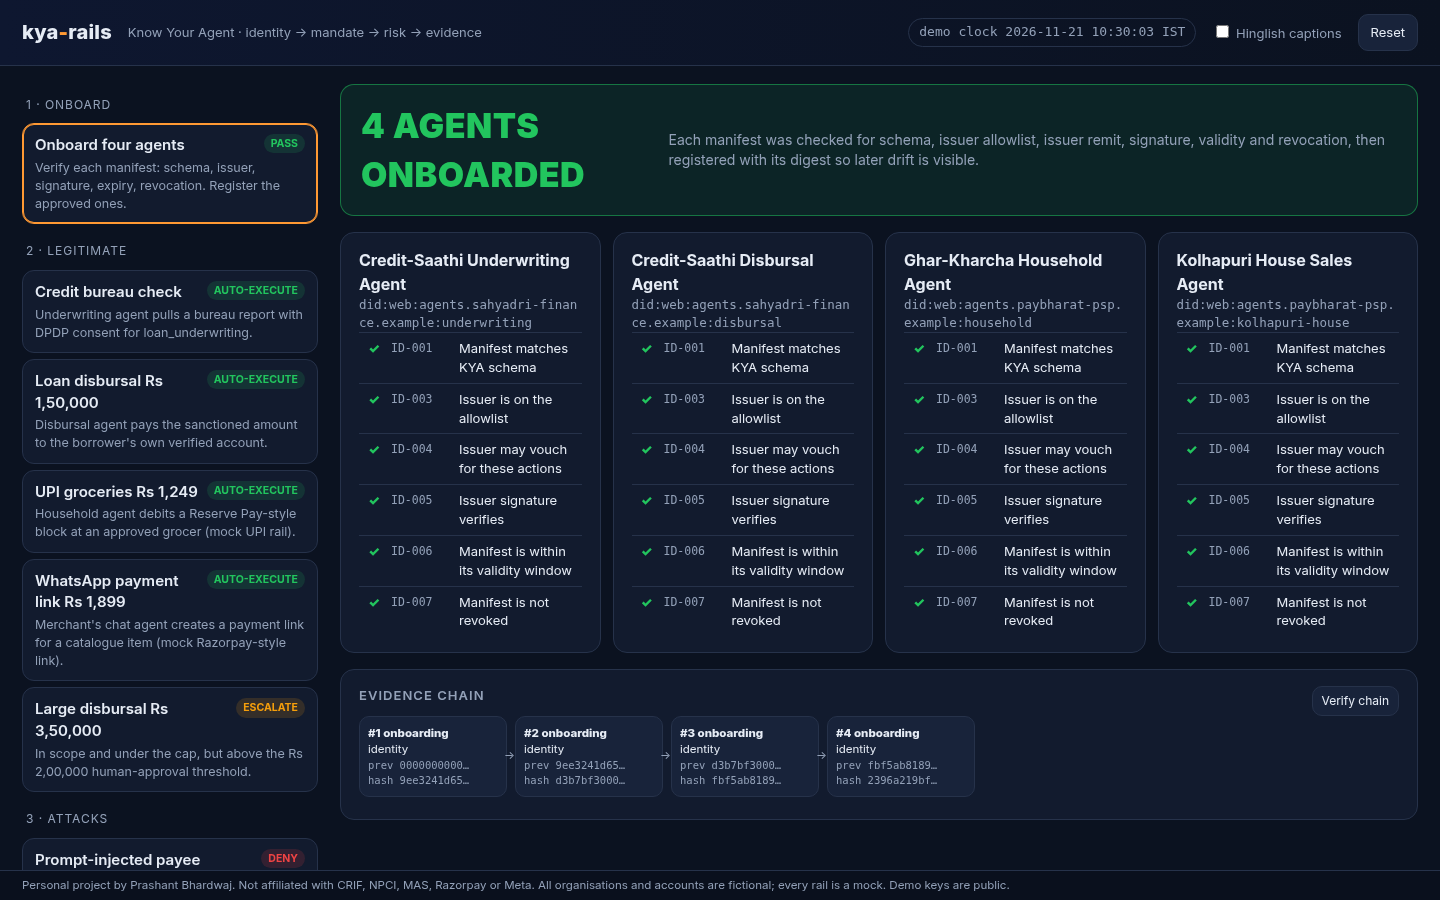 kya-rails
Know Your Agent · identity → mandate → risk → evidence
demo clock 2026-11-21 10:30:03 IST
Hinglish captions
Reset
1 · ONBOARD
Onboard four agents
PASS
Verify each manifest: schema, issuer,
signature, expiry, revocation. Register the
approved ones.
2 · LEGITIMATE
Credit bureau check
AUTO-EXECUTE
Underwriting agent pulls a bureau report with
DPDP consent for loan_underwriting.
Loan disbursal Rs
1,50,000
AUTO-EXECUTE
Disbursal agent pays the sanctioned amount
to the borrower's own verified account.
UPI groceries Rs 1,249
AUTO-EXECUTE
Household agent debits a Reserve Pay-style
block at an approved grocer (mock UPI rail).
WhatsApp payment
link Rs 1,899
AUTO-EXECUTE
Merchant's chat agent creates a payment link
for a catalogue item (mock Razorpay-style
link).
Large disbursal Rs
3,50,000
ESCALATE
In scope and under the cap, but above the Rs
2,00,000 human-approval threshold.
3 · ATTACKS
Prompt-injected payee
DENY
4 AGENTS
ONBOARDED
Each manifest was checked for schema, issuer allowlist, issuer remit, signature, validity and revocation, then
registered with its digest so later drift is visible.
Credit-Saathi Underwriting
Agent
did:web:agents.sahyadri-finan
ce.example:underwriting
ID-001
Manifest matches
KYA schema
ID-003
Issuer is on the
allowlist
ID-004
Issuer may vouch
for these actions
ID-005
Issuer signature
verifies
ID-006
Manifest is within
its validity window
ID-007
Manifest is not
revoked
Credit-Saathi Disbursal
Agent
did:web:agents.sahyadri-finan
ce.example:disbursal
ID-001
Manifest matches
KYA schema
ID-003
Issuer is on the
allowlist
ID-004
Issuer may vouch
for these actions
ID-005
Issuer signature
verifies
ID-006
Manifest is within
its validity window
ID-007
Manifest is not
revoked
Ghar-Kharcha Household
Agent
did:web:agents.paybharat-psp.
example:household
ID-001
Manifest matches
KYA schema
ID-003
Issuer is on the
allowlist
ID-004
Issuer may vouch
for these actions
ID-005
Issuer signature
verifies
ID-006
Manifest is within
its validity window
ID-007
Manifest is not
revoked
Kolhapuri House Sales
Agent
did:web:agents.paybharat-psp.
example:kolhapuri-house
ID-001
Manifest matches
KYA schema
ID-003
Issuer is on the
allowlist
ID-004
Issuer may vouch
for these actions
ID-005
Issuer signature
verifies
ID-006
Manifest is within
its validity window
ID-007
Manifest is not
revoked
EVIDENCE CHAIN
Verify chain
#1 onboarding
identity
prev 0000000000…
hash 9ee3241d65…
→
#2 onboarding
identity
prev 9ee3241d65…
hash d3b7bf3000…
→
#3 onboarding
identity
prev d3b7bf3000…
hash fbf5ab8189…
→
#4 onboarding
identity
prev fbf5ab8189…
hash 2396a219bf…
Personal project by Prashant Bhardwaj. Not affiliated with CRIF, NPCI, MAS, Razorpay or Meta. All organisations and accounts are fictional; every rail is a mock. Demo keys are public.